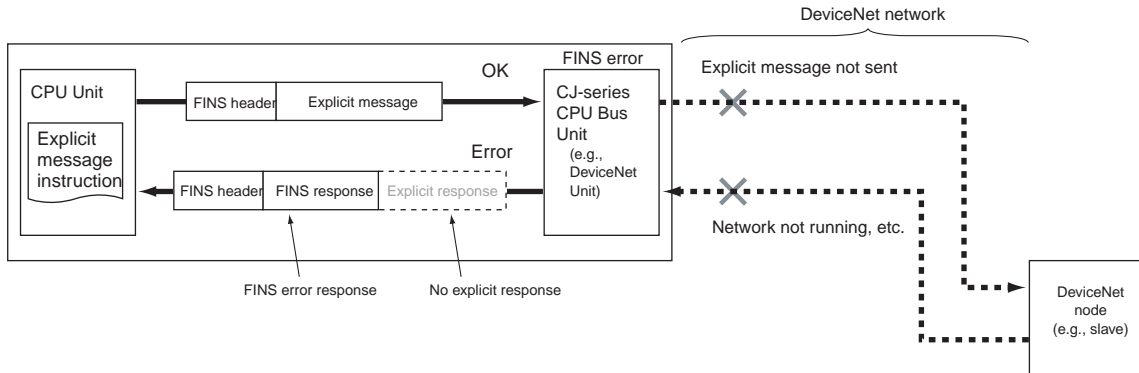 DeviceNet network
FINS error
OK
Explicit message not sent
CPU Unit
FINS header
Explicit message
CJ-series
CPU Bus
Unit
(e.g.,
DeviceNet
Unit)
Explicit
message
instruction
Error
FINS header
FINS response
Explicit response
Network not running, etc.
FINS error response
No explicit response
DeviceNet
node
(e.g., slave)